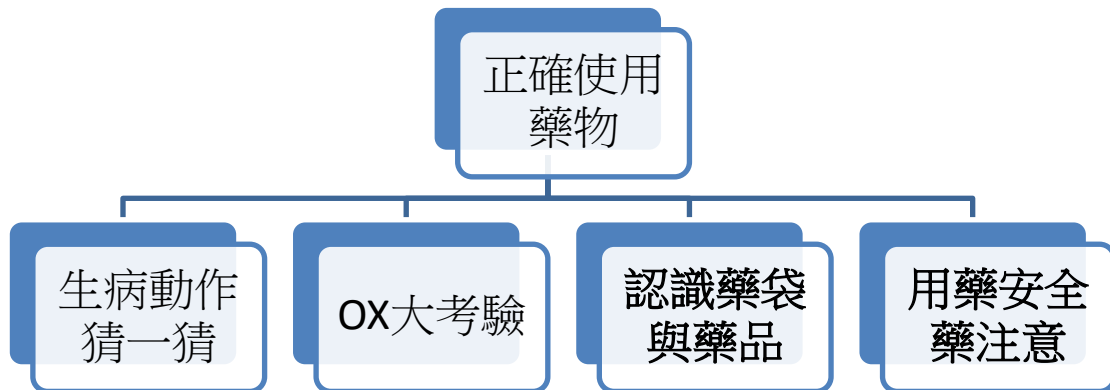 正確使用
藥物
生病動作
猜一猜
OX大考驗
認識藥袋
與藥品
用藥安全
藥注意